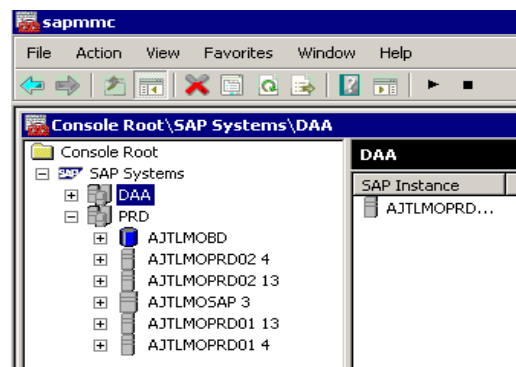 sapmmc
File Action View Favorites Window Help
Console Root\SAP Systems\DAA
Console Root
SAP SAP Systems
DAA
PRD
AJTLMOBD
AJTLMOPRD02 4
AJTLMOPRD02 13
AJTLMOSAP 3
AJTLMOPRD01 13
AJTLMOPRD01 4
DAA
SAP Instance
AJTLMOPRD...